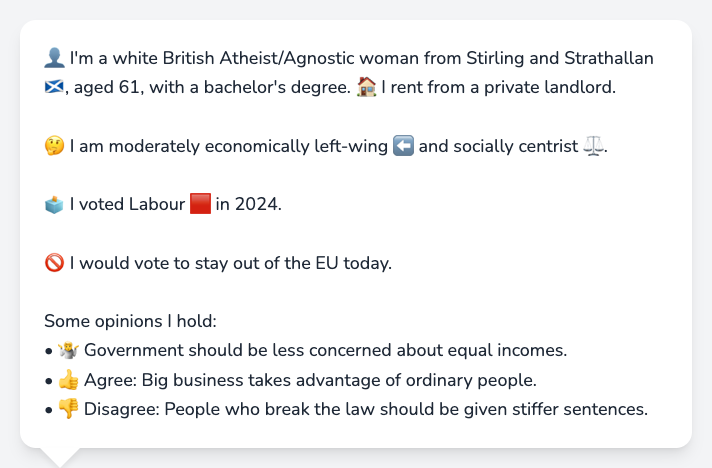 👤 I'm a white British Atheist/Agnostic woman from Stirling and Strathallan
🏴󠁧󠁢󠁳󠁣󠁴󠁿, aged 61, with a bachelor's degree. 🏠 I rent from a private landlord.
🤔 I am moderately economically left-wing ⬅️ and socially centrist ⚖️.
🗳️ I voted Labour 🟥 in 2024.
🚫 I would vote to stay out of the EU today.
Some opinions I hold:
• 🤷 Government should be less concerned about equal incomes.
• 👍 Agree: Big business takes advantage of ordinary people.
• 👎 Disagree: People who break the law should be given stiffer sentences.